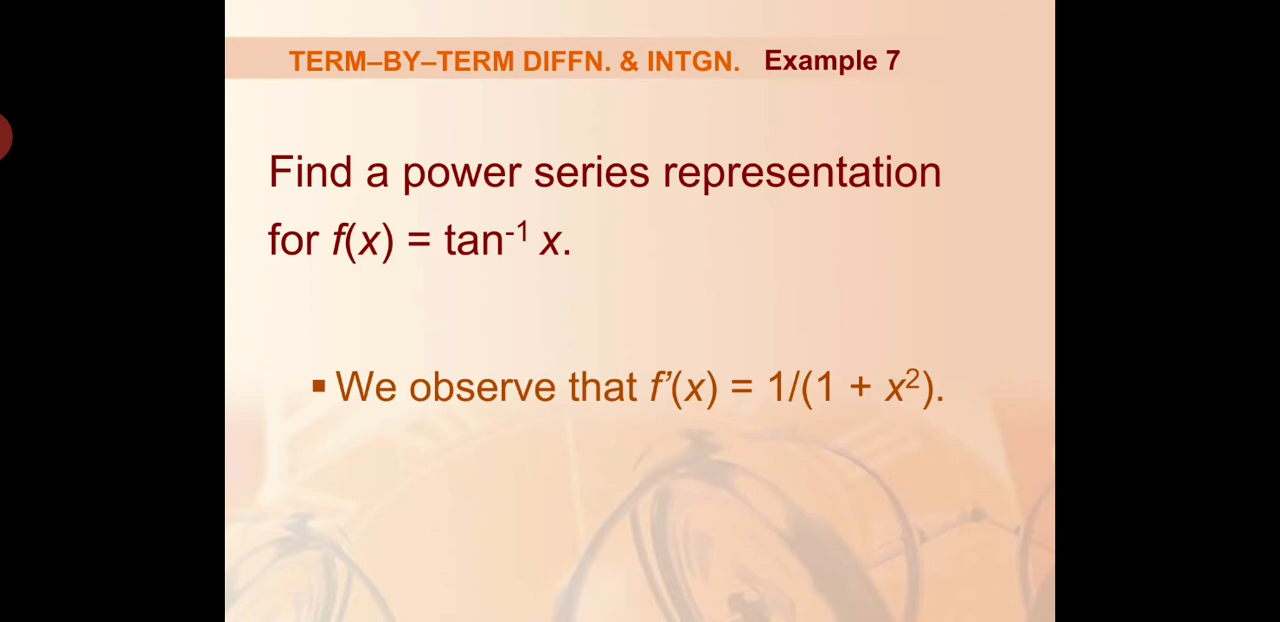 TERM–BY–TERM DIFFN. & INTGN. Example 7
Find a power series representation
for f(x) = tan⁻¹ x.
▪ We observe that f’(x) = 1/(1 + x²).